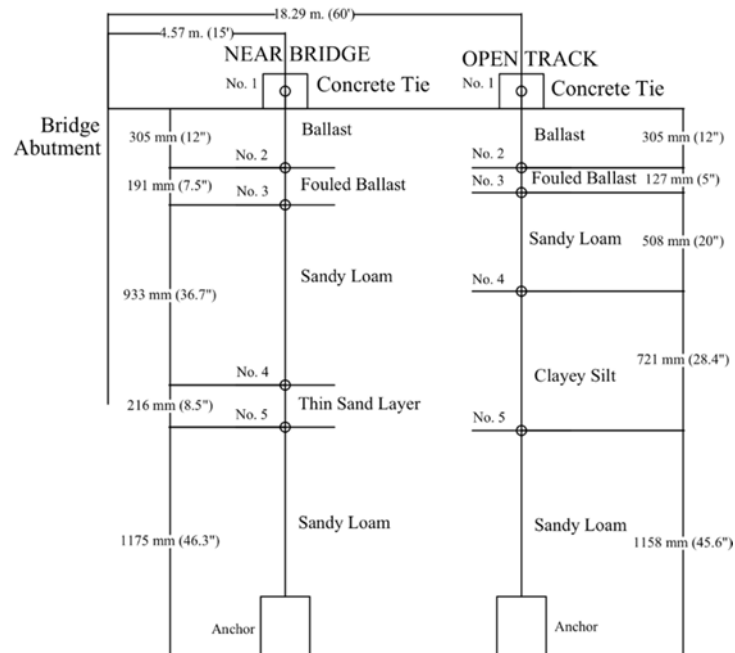 18.29 m. (60')
4.57 m. (15')
NEAR BRIDGE
OPEN TRACK
No. 1
Concrete Tie
No. 1
Concrete Tie
Bridge
Abutment
305 mm (12")
Ballast
Ballast
305 mm (12")
No. 2
No. 2
191 mm (7.5")
Fouled Ballast
No. 3
Fouled Ballast
127 mm (5")
No. 3
Sandy Loam
508 mm (20")
933 mm (36.7")
Sandy Loam
No. 4
No. 4
Clayey Silt
721 mm (28.4")
216 mm (8.5")
Thin Sand Layer
No. 5
No. 5
1175 mm (46.3")
Sandy Loam
Sandy Loam
1158 mm (45.6")
Anchor
Anchor